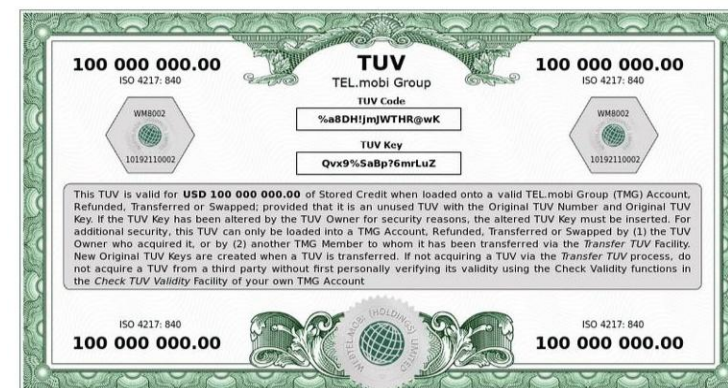 100 000 000.00 TUV 100 000 000.00
ISO 4217: 840 TEL.mobi Group ISO 4217: 840
TUV Code
WM8002 %a8DH!JmJWTHR@wK WM8002
TUV Key
10192110002 Qvx9%SaBp?6mrLuZ 10192110002
This TUV is valid for USD 100 000 000.00 of Stored Credit when loaded onto a valid TEL.mobi Group (TMG) Account,
Refunded, Transferred or Swapped; provided that it is an unused TUV with the Original TUV Number and Original TUV
Key. If the TUV Key has been altered by the TUV Owner for security reasons, the altered TUV Key must be inserted. For
additional security, this TUV can only be loaded into a TMG Account, Refunded, Transferred or Swapped by (1) the TUV
Owner who acquired it, or by (2) another TMG Member to whom it has been transferred via the Transfer TUV Facility.
New Original TUV Keys are created when a TUV is transferred. If not acquiring a TUV via the Transfer TUV process, do
not acquire a TUV from a third party without first personally verifying its validity using the Check Validity functions in
the Check TUV Validity Facility of your own TMG Account
ISO 4217: 840 ISO 4217: 840
100 000 000.00 100 000 000.00
(HOLDINGS) LIMITED